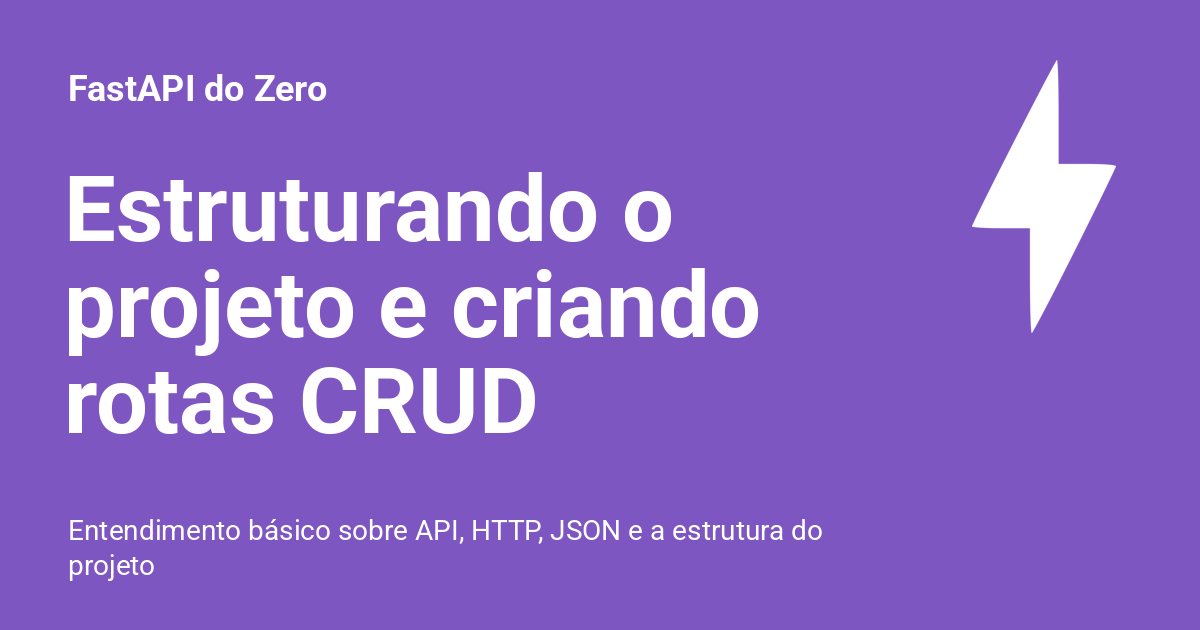 FastAPI do Zero
Estruturando o
projeto e criando
rotas CRUD
Entendimento básico sobre API, HTTP, JSON e a estrutura do
projeto